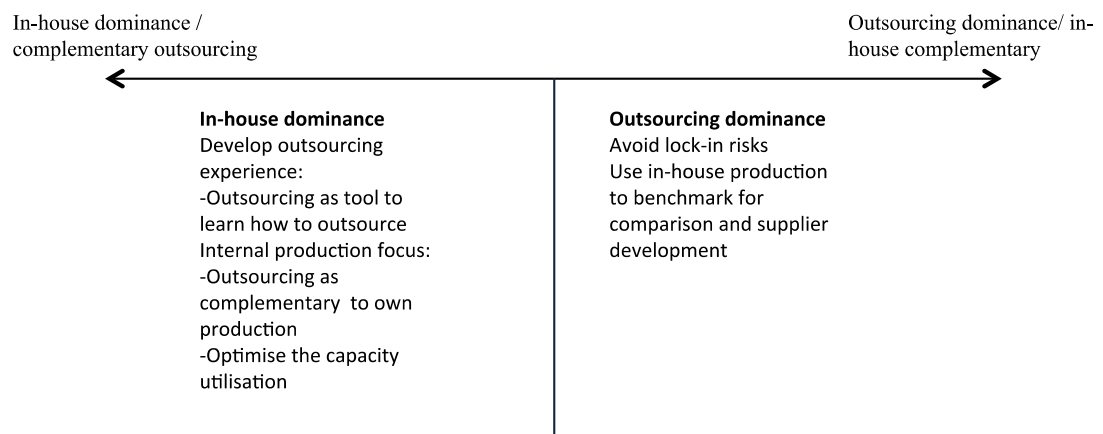 In-house dominance /
complementary outsourcing
Outsourcing dominance/ in-
house complementary
In-house dominance
Develop outsourcing
experience:
-Outsourcing as tool to
learn how to outsource
Internal production focus:
-Outsourcing as
complementary  to own
production
-Optimise the capacity
utilisation
Outsourcing dominance
Avoid lock-in risks
Use in-house production
to benchmark for
comparison and supplier
development